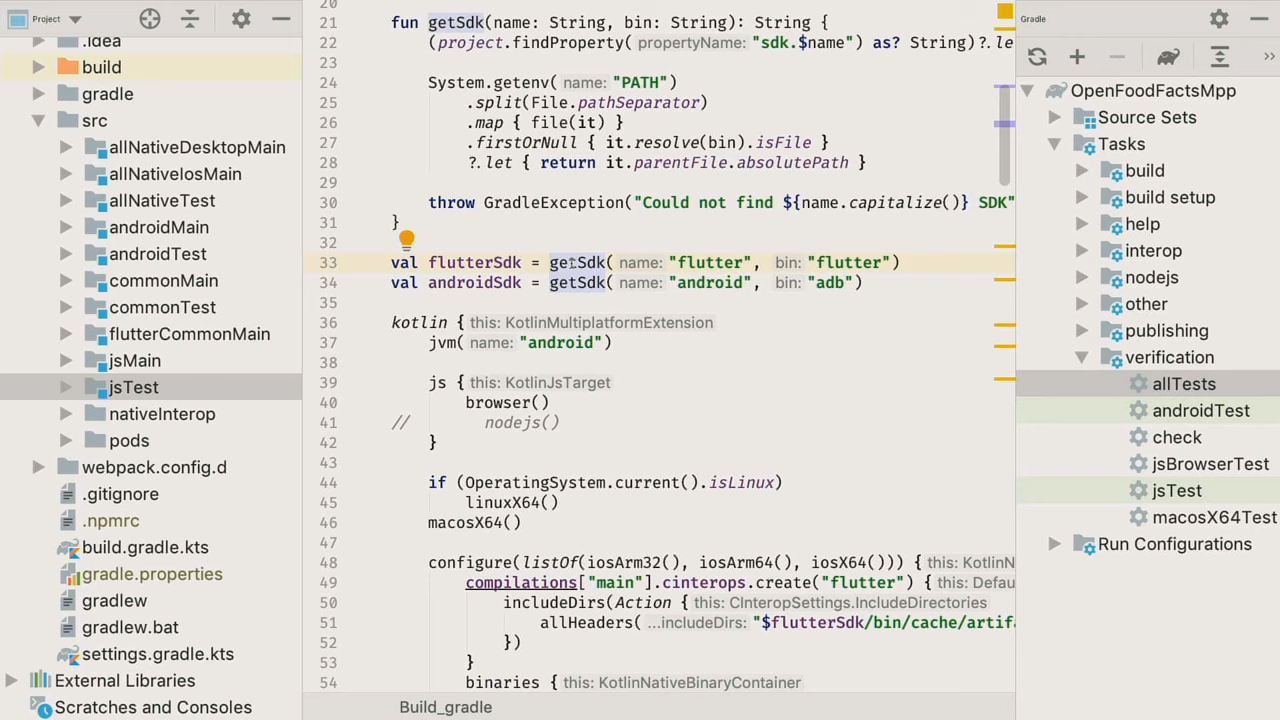 Project
.idea
build
gradle
src
allNativeDesktopMain
allNativeIosMain
allNativeTest
androidMain
androidTest
commonMain
commonTest
flutterCommonMain
jsMain
jsTest
nativeInterop
pods
webpack.config.d
.gitignore
.npmrc
build.gradle.kts
gradle.properties
gradlew
gradlew.bat
settings.gradle.kts
External Libraries
Scratches and Consoles
20
21 fun getSdk(name: String, bin: String): String {
22 (project.findProperty( propertyName: "sdk.$name") as? String)?.le
23
24 System.getenv( name: "PATH")
25 .split(File.pathSeparator)
26 .map { file(it) }
27 .firstOrNull { it.resolve(bin).isFile }
28 ?.let { return it.parentFile.absolutePath }
29
30 throw GradleException("Could not find ${name.capitalize()} SDK"
31 }
32
33 val flutterSdk = getSdk( name: "flutter", bin: "flutter")
34 val androidSdk = getSdk( name: "android", bin: "adb")
35
36 kotlin { this: KotlinMultiplatformExtension
37 jvm( name: "android")
38
39 js { this: KotlinJsTarget
40 browser()
41 // nodejs()
42 }
43
44 if (OperatingSystem.current().isLinux)
45 linuxX64()
46 macosX64()
47
48 configure(listOf(iosArm32(), iosArm64(), iosX64())) { this: KotlinN
49 compilations["main"].cinterops.create("flutter") { this: Defau
50 includeDirs(Action { this: CInteropSettings.IncludeDirectories
51 allHeaders( ...includeDirs: "$flutterSdk/bin/cache/artifa
52 })
53 }
54 binaries { this: KotlinNativeBinaryContainer
Build_gradle
Gradle
OpenFoodFactsMpp
Source Sets
Tasks
build
build setup
help
interop
nodejs
other
publishing
verification
allTests
androidTest
check
jsBrowserTest
jsTest
macosX64Test
Run Configurations